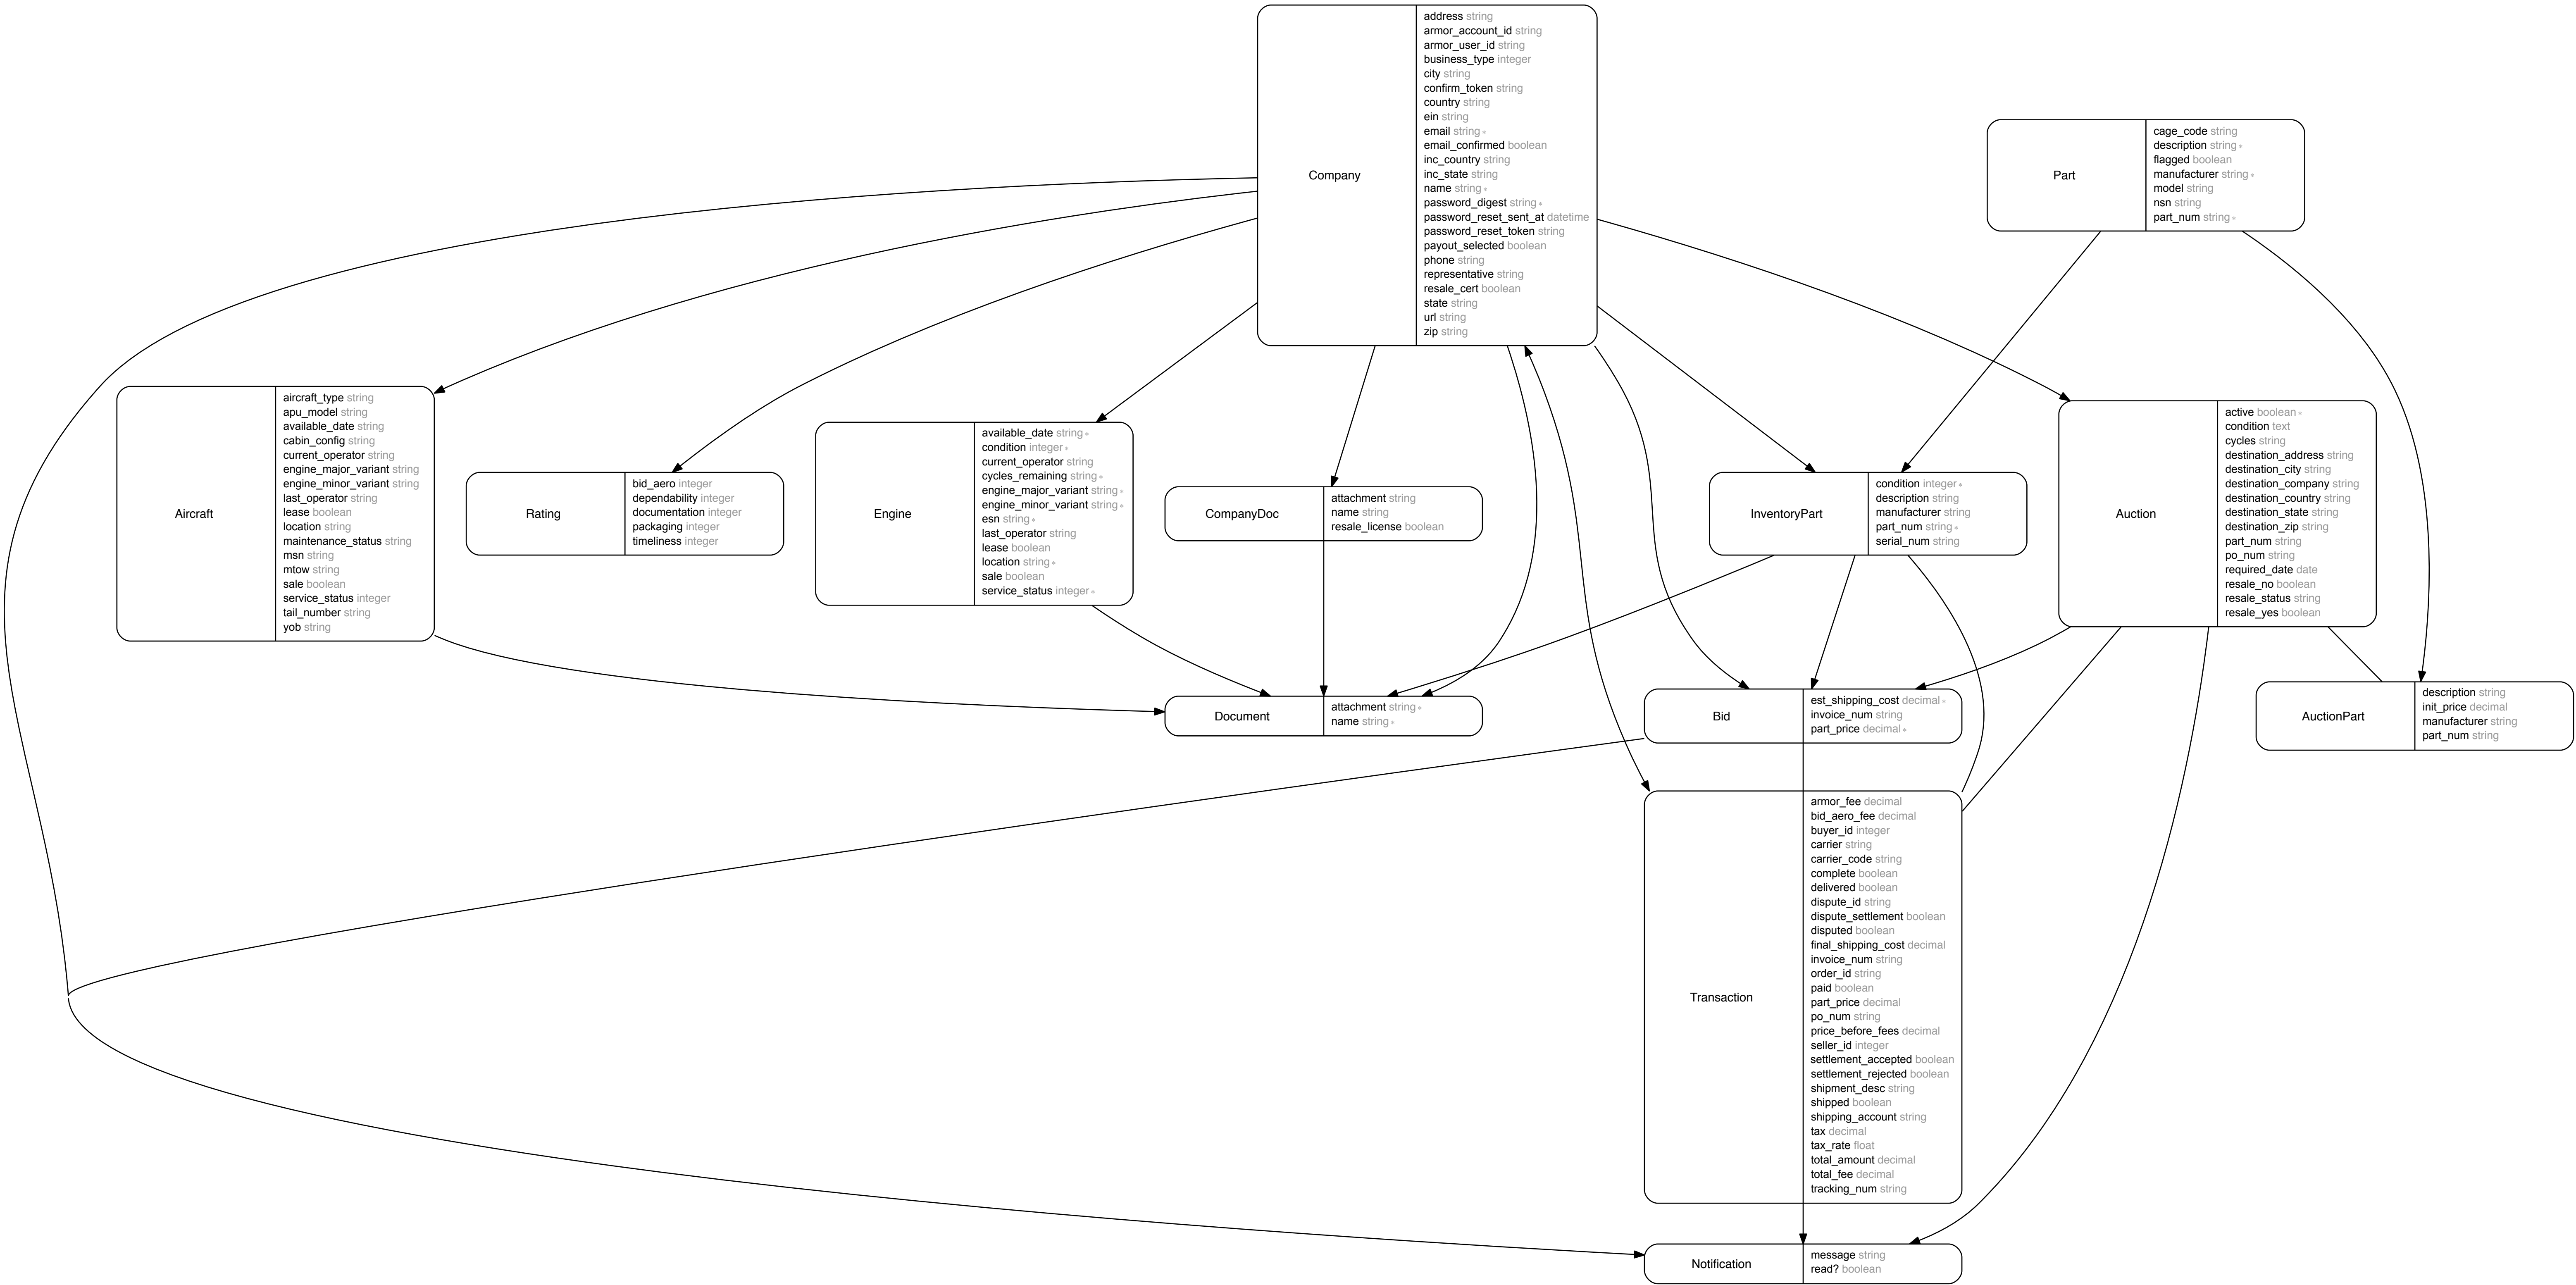 Company
address string
armor_account_id string
armor_user_id string
business_type integer
city string
confirm_token string
country string
ein string
email string *
email_confirmed boolean
inc_country string
inc_state string
name string *
password_digest string *
password_reset_sent_at datetime
password_reset_token string
payout_selected boolean
phone string
representative string
resale_cert boolean
state string
url string
zip string
Part
cage_code string
description string *
flagged boolean
manufacturer string *
model string
nsn string
part_num string *
Aircraft
aircraft_type string
apu_model string
available_date string
cabin_config string
current_operator string
engine_major_variant string
engine_minor_variant string
last_operator string
lease boolean
location string
maintenance_status string
msn string
mtow string
sale boolean
service_status integer
tail_number string
yob string
Rating
bid_aero integer
dependability integer
documentation integer
packaging integer
timeliness integer
Engine
available_date string *
condition integer *
current_operator string
cycles_remaining string *
engine_major_variant string *
engine_minor_variant string *
esn string *
last_operator string
lease boolean
location string *
sale boolean
service_status integer *
CompanyDoc
attachment string
name string
resale_license boolean
InventoryPart
condition integer *
description string
manufacturer string
part_num string *
serial_num string
Auction
active boolean *
condition text
cycles string
destination_address string
destination_city string
destination_company string
destination_country string
destination_state string
destination_zip string
part_num string
po_num string
required_date date
resale_no boolean
resale_status string
resale_yes boolean
Document
attachment string *
name string *
Bid
est_shipping_cost decimal *
invoice_num string
part_price decimal *
AuctionPart
description string
init_price decimal
manufacturer string
part_num string
Transaction
armor_fee decimal
bid_aero_fee decimal
buyer_id integer
carrier string
carrier_code string
complete boolean
delivered boolean
dispute_id string
dispute_settlement boolean
disputed boolean
final_shipping_cost decimal
invoice_num string
order_id string
paid boolean
part_price decimal
po_num string
price_before_fees decimal
seller_id integer
settlement_accepted boolean
settlement_rejected boolean
shipment_desc string
shipped boolean
shipping_account string
tax decimal
tax_rate float
total_amount decimal
total_fee decimal
tracking_num string
Notification
message string
read? boolean